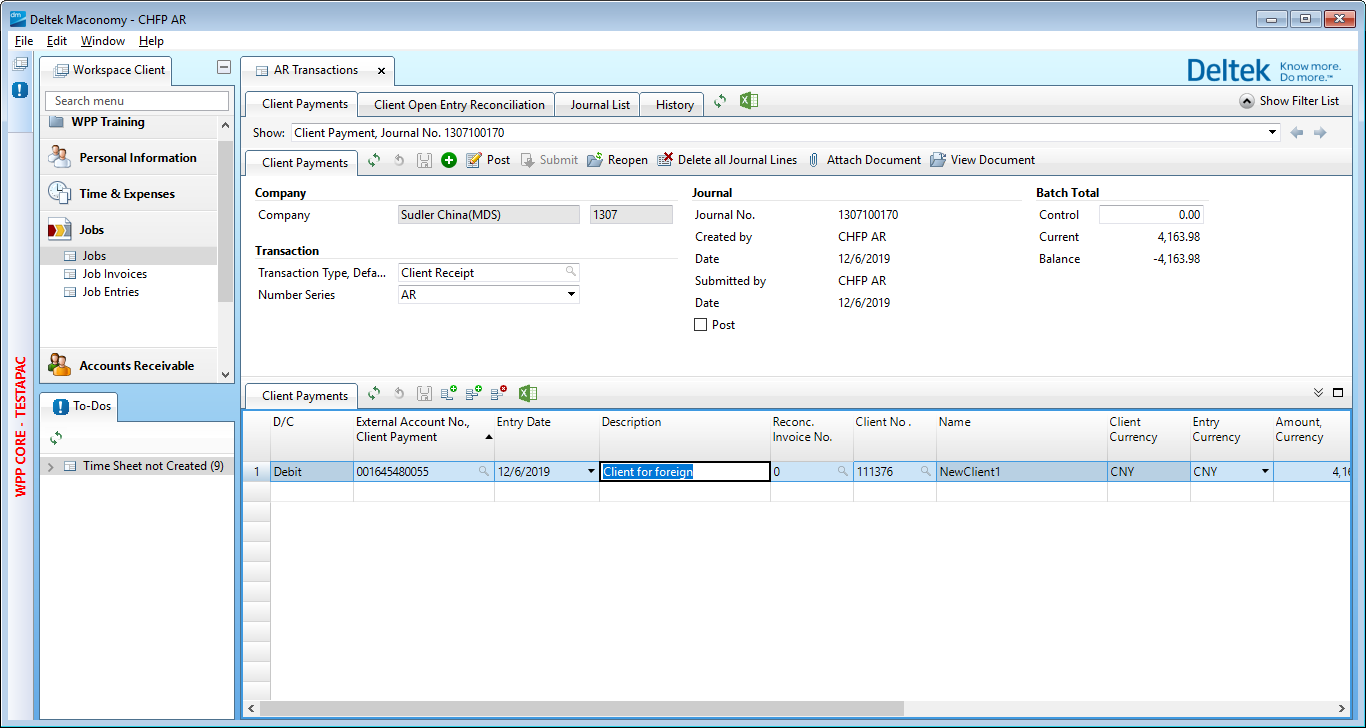 Deltek Maconomy - CHFP AR
File Edit Window Help
WPP CORE - TESTAPAC
Workspace Client
Search menu
WPP Training
Personal Information
Time & Expenses
Jobs
Jobs
Job Invoices
Job Entries
Accounts Receivable
To-Dos
Time Sheet not Created (9)
AR Transactions
Deltek Know more. Do more.™
Client Payments Client Open Entry Reconciliation Journal List History
Show Filter List
Show: Client Payment, Journal No. 1307100170
Client Payments Post Submit Reopen Delete all Journal Lines Attach Document View Document
Company
Company Sudler China(MDS) 1307
Transaction
Transaction Type, Defa... Client Receipt
Number Series AR
Journal
Journal No. 1307100170
Created by CHFP AR
Date 12/6/2019
Submitted by CHFP AR
Date 12/6/2019
Post
Batch Total
Control 0.00
Current 4,163.98
Balance -4,163.98
Client Payments
D/C External Account No., Client Payment Entry Date Description Reconc. Invoice No. Client No . Name Client Currency Entry Currency Amount, Currency
1 Debit 001645480055 12/6/2019 Client for foreign 0 111376 NewClient1 CNY CNY 4,16